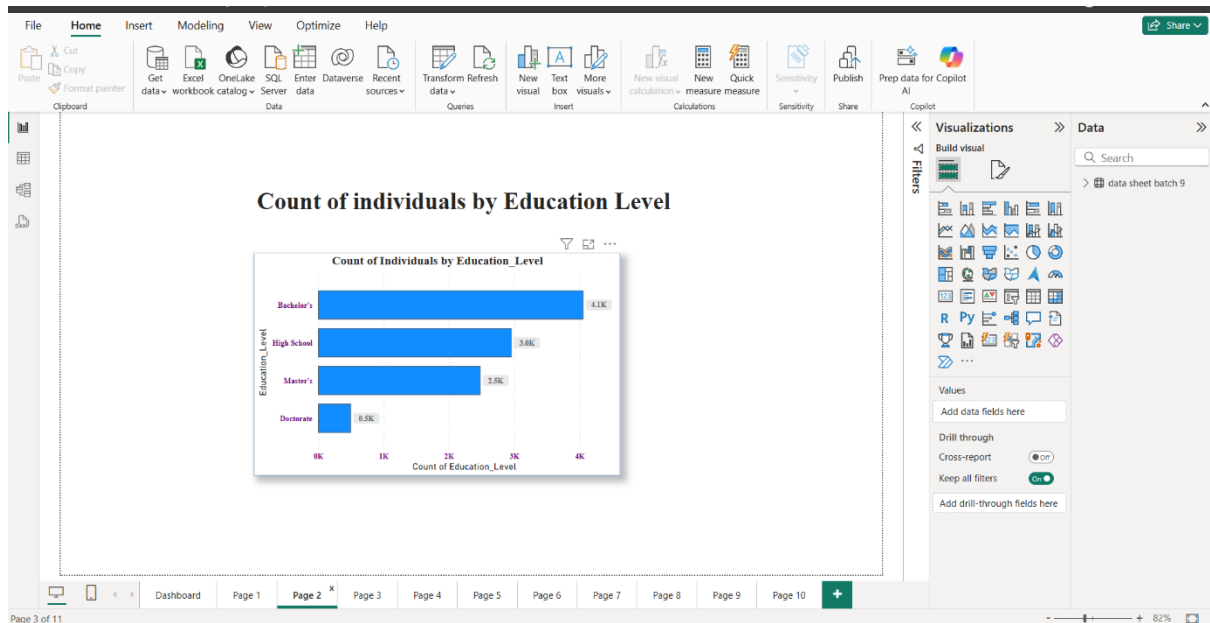 File Home Insert Modeling View Optimize Help
Share
Paste
Cut
Copy
Format painter
Clipboard
Get data
Excel workbook
OneLake catalog
SQL Server
Enter data
Dataverse
Recent sources
Data
Transform data
Refresh
Queries
New visual
Text box
More visuals
Insert
New visual calculation
New measure
Quick measure
Calculations
Sensitivity
Sensitivity
Publish
Share
Prep data for AI
Copilot
Copilot
Count of individuals by Education Level
Count of Individuals by Education_Level
Education_Level
Bachelor's 4.1K
High School 3.0K
Master's 2.5K
Doctorate 0.5K
0K 1K 2K 3K 4K
Count of Education_Level
Filters
Visualizations
Build visual
123
R Py
Values
Add data fields here
Drill through
Cross-report Off
Keep all filters On
Add drill-through fields here
Data
Search
data sheet batch 9
Dashboard Page 1 Page 2 x Page 3 Page 4 Page 5 Page 6 Page 7 Page 8 Page 9 Page 10 +
Page 3 of 11
- + 82%